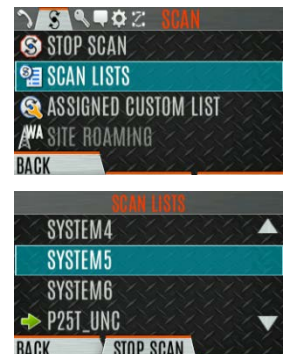 SCAN
STOP SCAN
SCAN LISTS
ASSIGNED CUSTOM LIST
WA SITE ROAMING
BACK
SCAN LISTS
SYSTEM4
SYSTEM5
SYSTEM6
P25T_UNC
BACK STOP SCAN